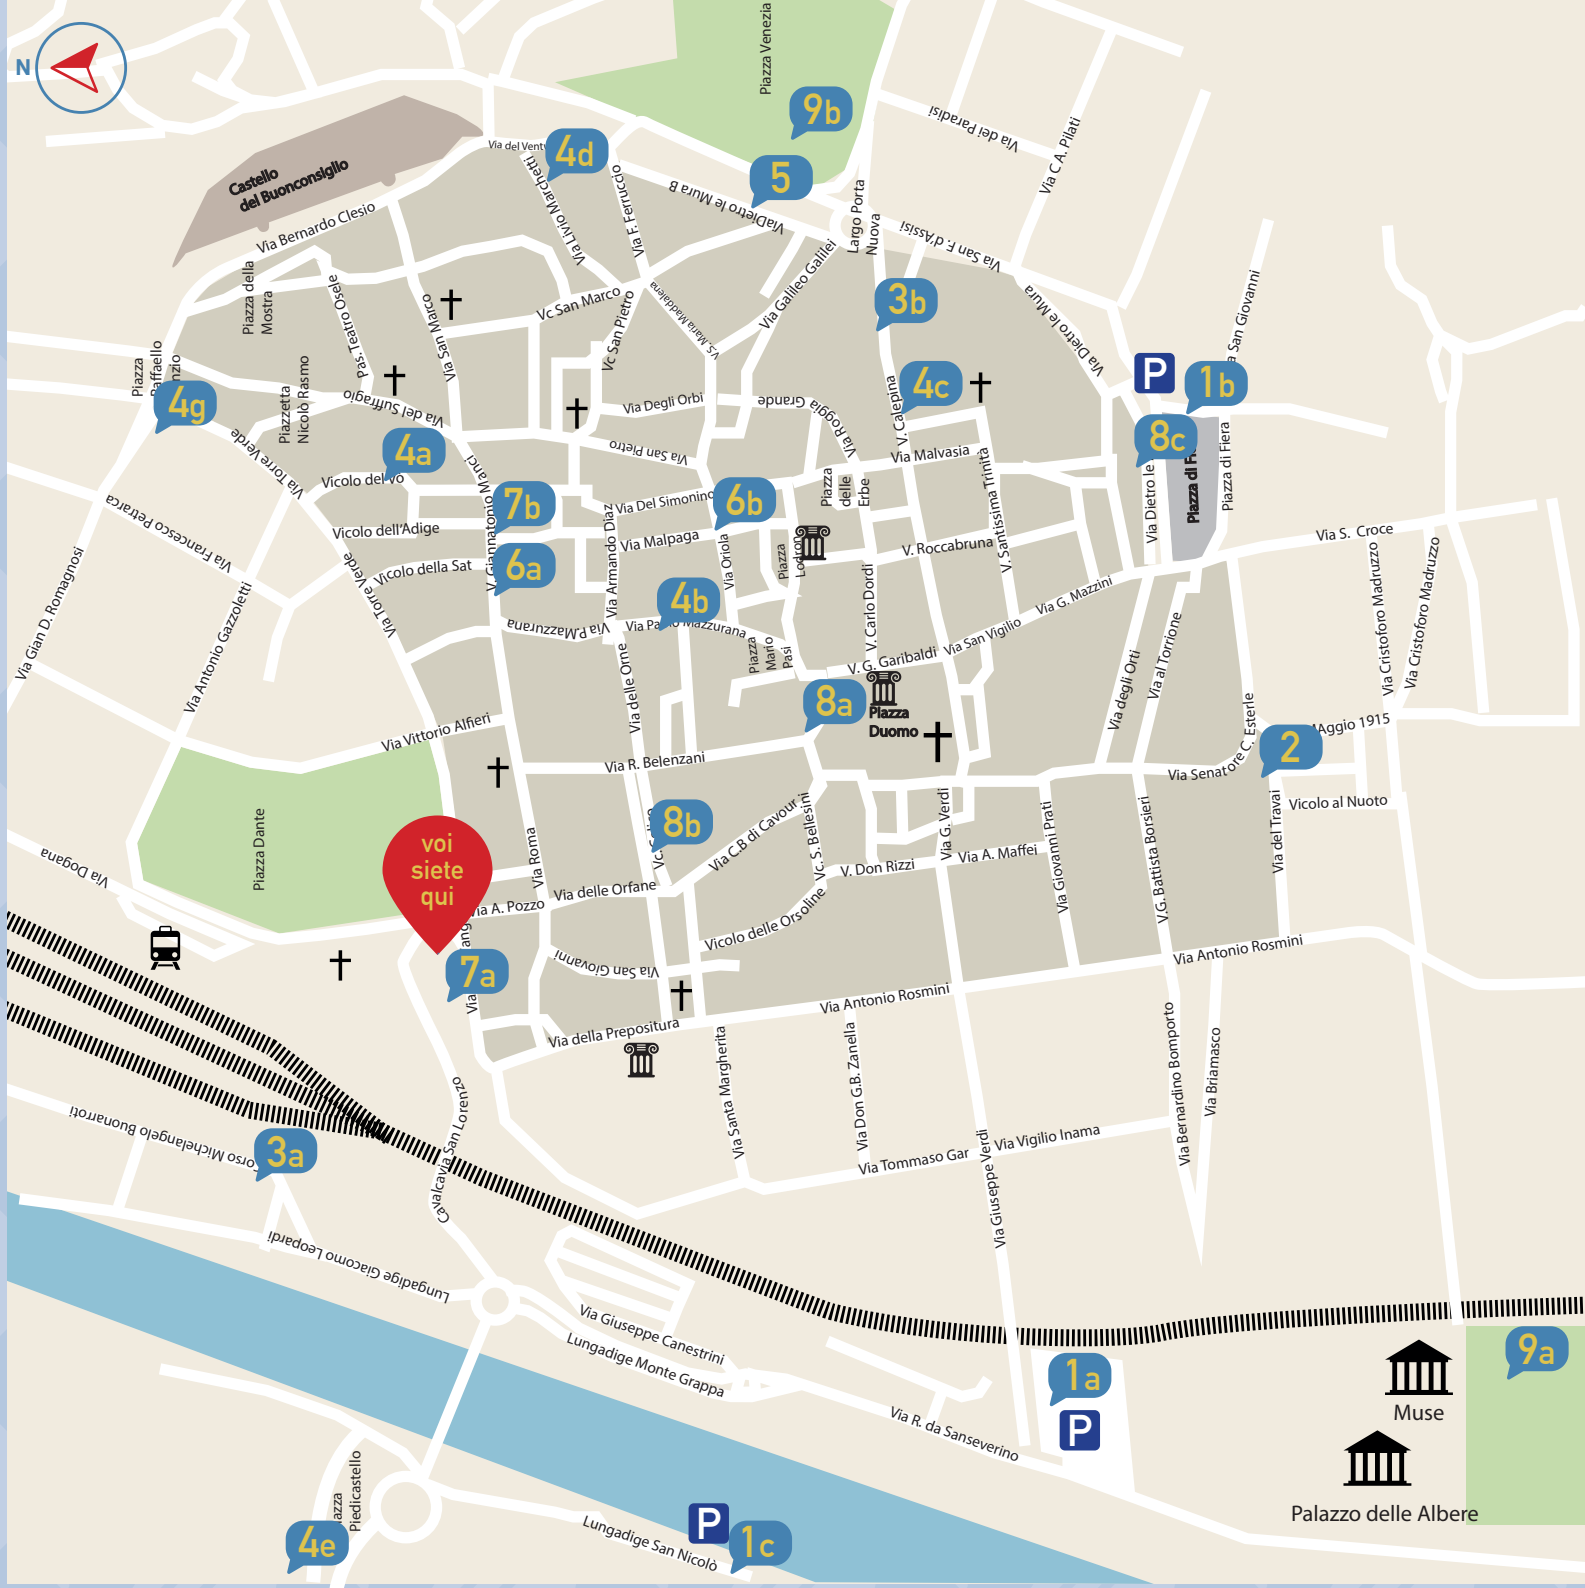 N
Piazza Venezia
9b
Via dei Paradisi
Via C A. Pilati
Castello
del Buonconsiglio
4d
5
Via Bernardo Clesio
Via Livio Marchetti
Via F. Ferruccio
ViaDietro le Mura B
Largo Porta
Nuova
Via San F. d'Assisi
Via Galileo Galilei
Piazza della
Mostra
Pas. Teatro Osele
Via San Marco
Vc San Marco
Vc San Pietro
V.S. Maria Maddalena
3b
Via Dietro le Mura
San Giovanni
Piazza
4g
Piazzetta
Nicolò Rasmo
Via del Suffragio
Via Degli Orbi
Via Roggia Grande
V. Calepina
4c
P
1b
Via Torre Verde
4a
Vicolo del Vo
V. Giannatonio Manci
Via San Pietro
Via Malvasia
8c
Piazza di Fiera
Via Dietro le
7b
Via Del Simonino
6b
Piazza
delle
Erbe
V. Santissima Trinita
Vicolo dell'Adige
Via Armando Diaz
Via Malpaga
Via Oriola
Piazza
Lodron
V. Roccabruna
Via S. Croce
Via Francesco Petrarca
Vicolo della Sat
6a
Via Cristoforo Madruzzo
Via Cristoforo Madruzzo
Via Gian D. Romagnosi
Via Antonio Gazzoletti
Via Torre Verde
4b
V. Carlo Dordi
Via G. Mazzini
Via P.Mazzurana
Mazzurana
Via San Vigilio
V. G. Garibaldi
Piazza
Mario
Pasi
Via delle Orne
Via degli Orti
Via al Torrione
8a
Piazza
Duomo
Via Vittorio Alfieri
Via R. Belenzani
Via Senatore C. Esterle
2
Aggio 1915
Vicolo al Nuoto
Piazza Dante
voi
siete
qui
Via Roma
8b
Via C.B di Cavour
Vc. S. Bellesini
Via G. Verdi
Via Giovanni Prati
V.G. Battista Borsieri
Via del Travai
Via Dogana
V. Don Rizzi
Via A. Maffei
Via delle Orfane
Via A. Pozzo
Vicolo delle Orsoline
Via San Giovanni
7a
Via Antonio Rosmini
Via Antonio Rosmini
Via della Prepositura
Via Santa Margherita
Via Don G.B. Zanella
Via Bernardino Bomporto
Via Briamasco
Cavalcavia San Lorenzo
Corso Michelangelo Buonarroti
3a
Via Tommaso Gar
Via Vigilio Inama
Via Giuseppe Verdi
Lungadige Giacomo Leopardi
Via Giuseppe Canestrini
Lungadige Monte Grappa
1a
P
Via R. da Sanseverino
9a
Muse
Palazzo delle Albere
Piedicastello
4e
Lungadige San Nicolò
P
1c